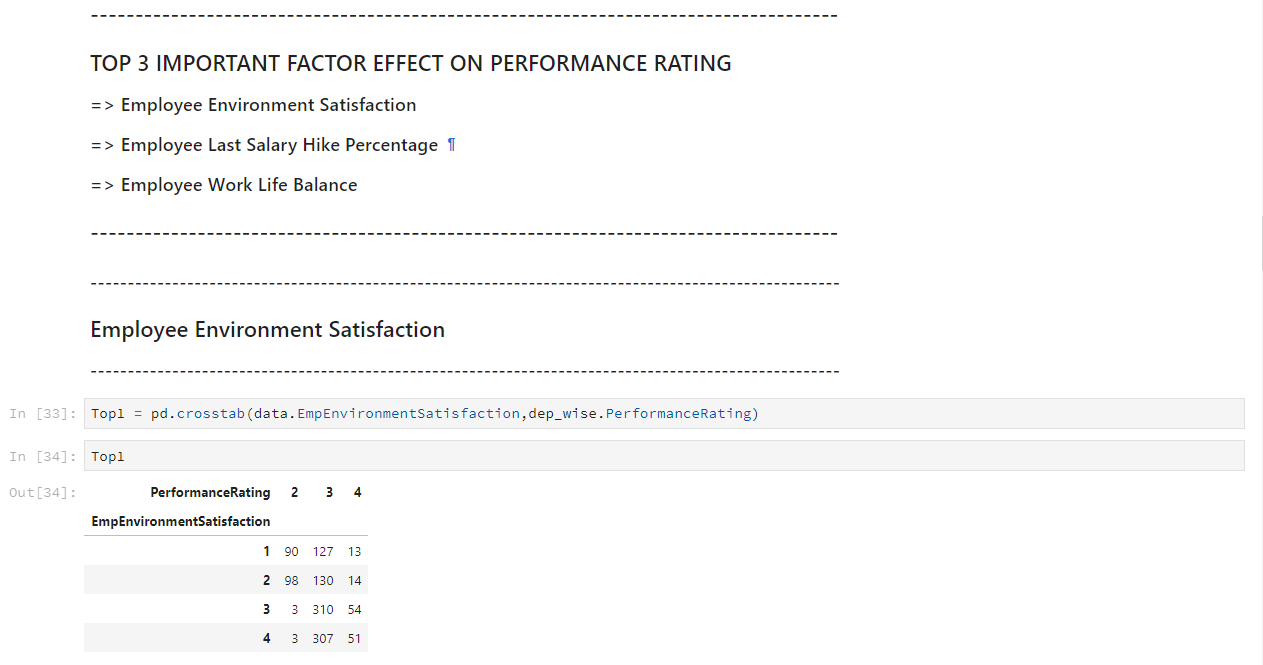 -----------------------------------------------------------------------------------
TOP 3 IMPORTANT FACTOR EFFECT ON PERFORMANCE RATING
=> Employee Environment Satisfaction
=> Employee Last Salary Hike Percentage ¶
=> Employee Work Life Balance
-----------------------------------------------------------------------------------
-----------------------------------------------------------------------------------------------------
Employee Environment Satisfaction
-----------------------------------------------------------------------------------------------------
In [33]: Top1 = pd.crosstab(data.EmpEnvironmentSatisfaction,dep_wise.PerformanceRating)
In [34]: Top1
Out[34]: PerformanceRating 2 3 4
EmpEnvironmentSatisfaction
1 90 127 13
2 98 130 14
3 3 310 54
4 3 307 51